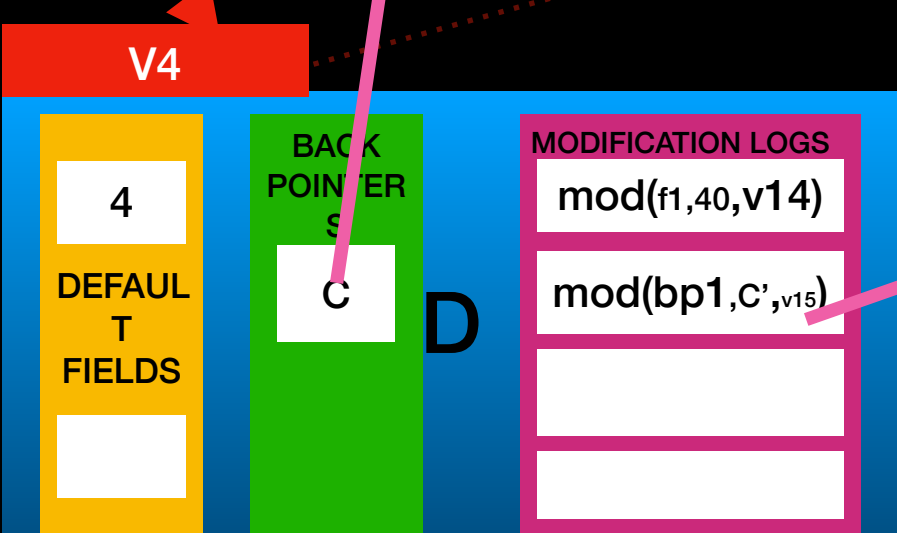 V4
4
DEFAUL
T
FIELDS
BACK
POINTER
S
C
D
MODIFICATION LOGS
mod(f1,40,v14)
mod(bp1,C’,v15)